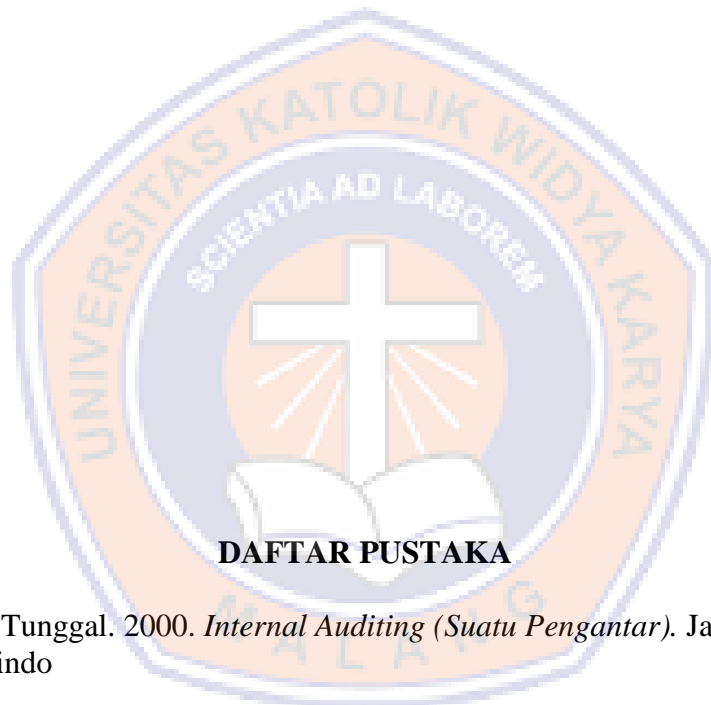 UNIVERSITAS KATOLIK WIDYA KARYA
SCIENTIA AD LABOREM
DAFTAR PUSTAKA
Tunggal. 2000. Internal Auditing (Suatu Pengantar). Ja
indo
MALANG